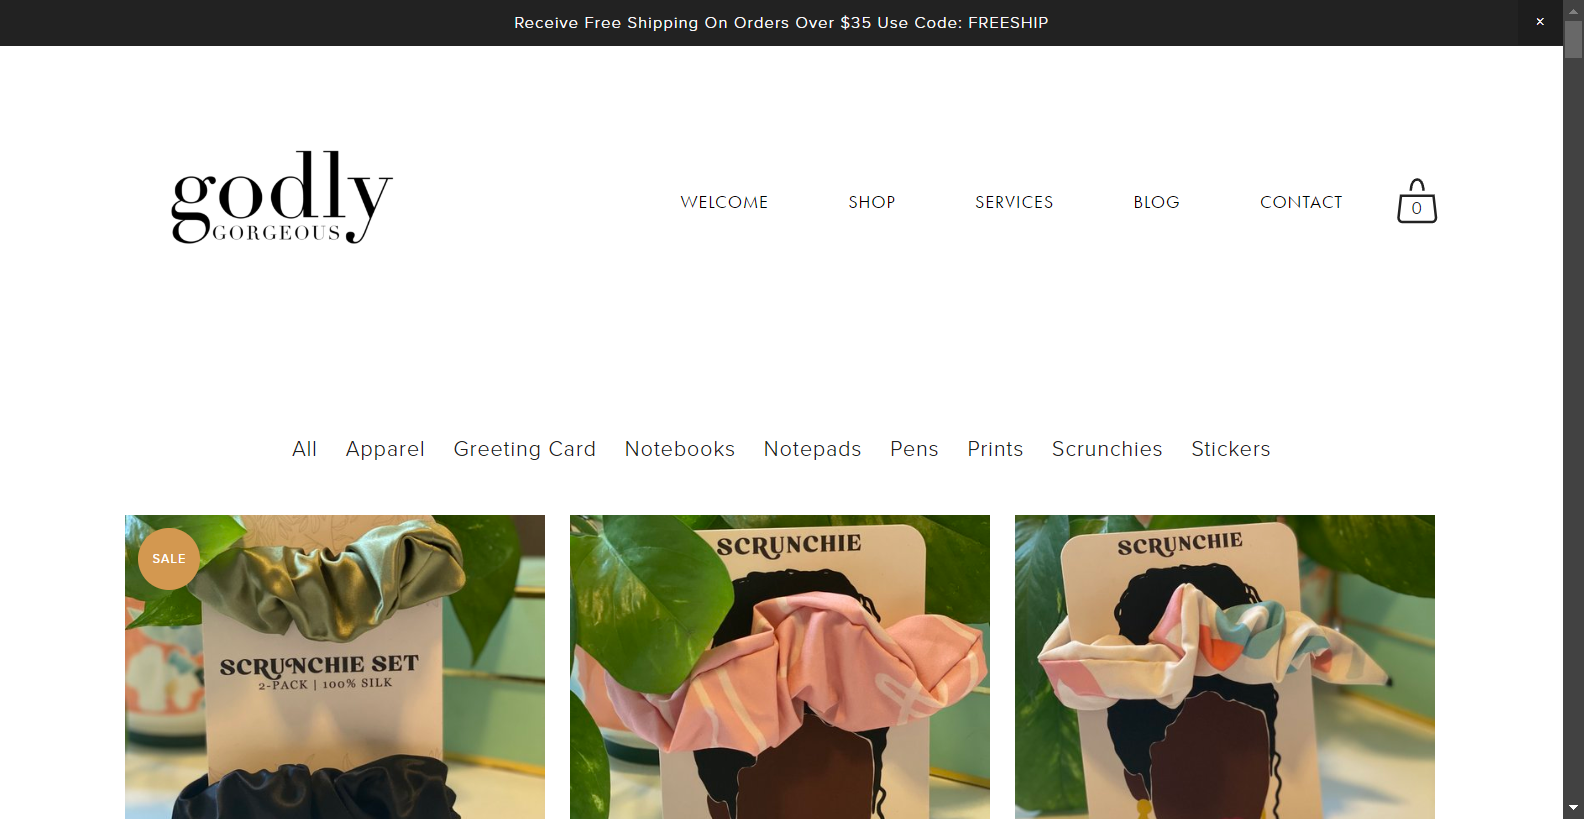 Receive Free Shipping On Orders Over $35 Use Code: FREESHIP
×
godly
GORGEOUS
WELCOME SHOP SERVICES BLOG CONTACT
0
All Apparel Greeting Card Notebooks Notepads Pens Prints Scrunchies Stickers
SALE
SCRUNCHIE SET
2-PACK | 100% SILK
SCRUNCHIE
SCRUNCHIE